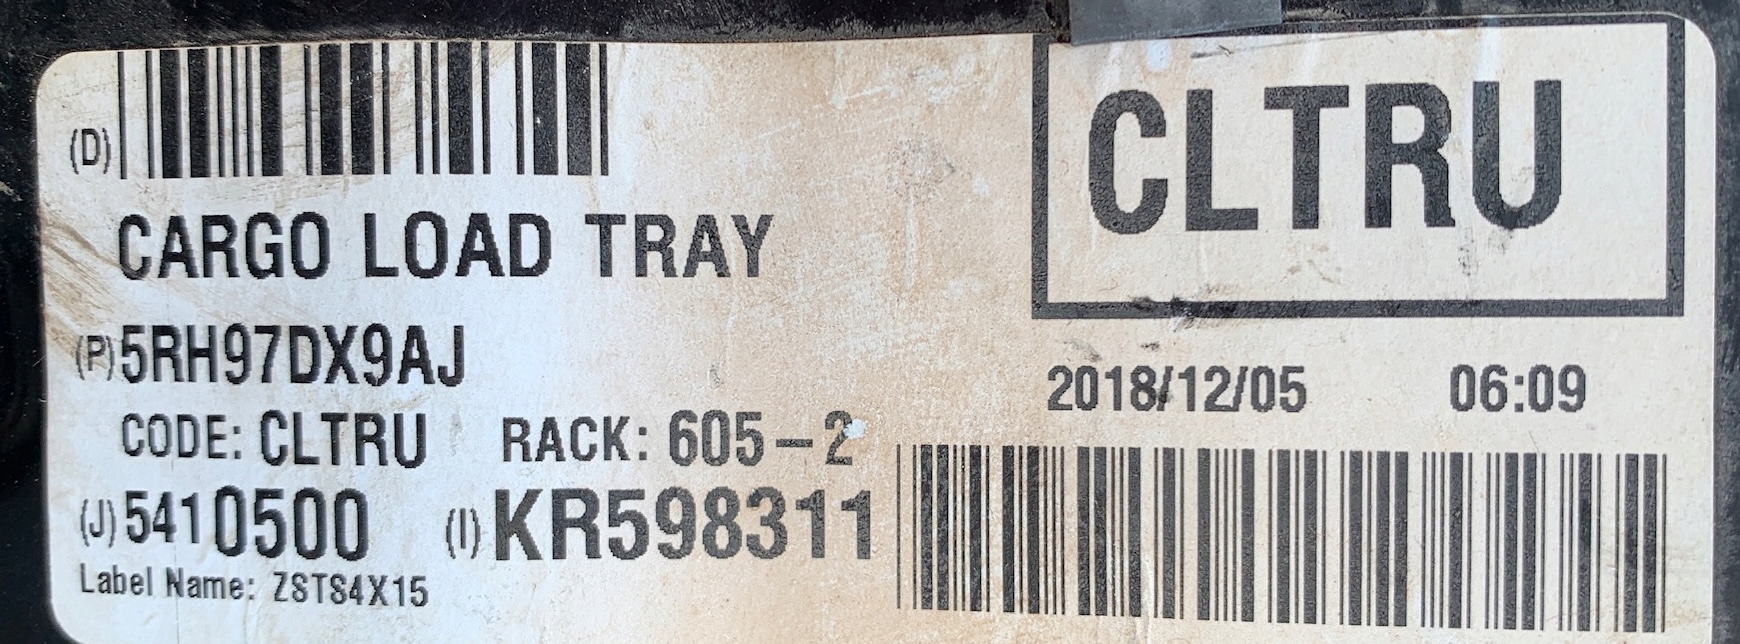 CLTRU
(D)
CARGO LOAD TRAY
(P) 5RH97DX9AJ
2018/12/05 06:09
CODE: CLTRU RACK: 605-2
(J) 5410500 (I) KR598311
Label Name: ZSTS4X15